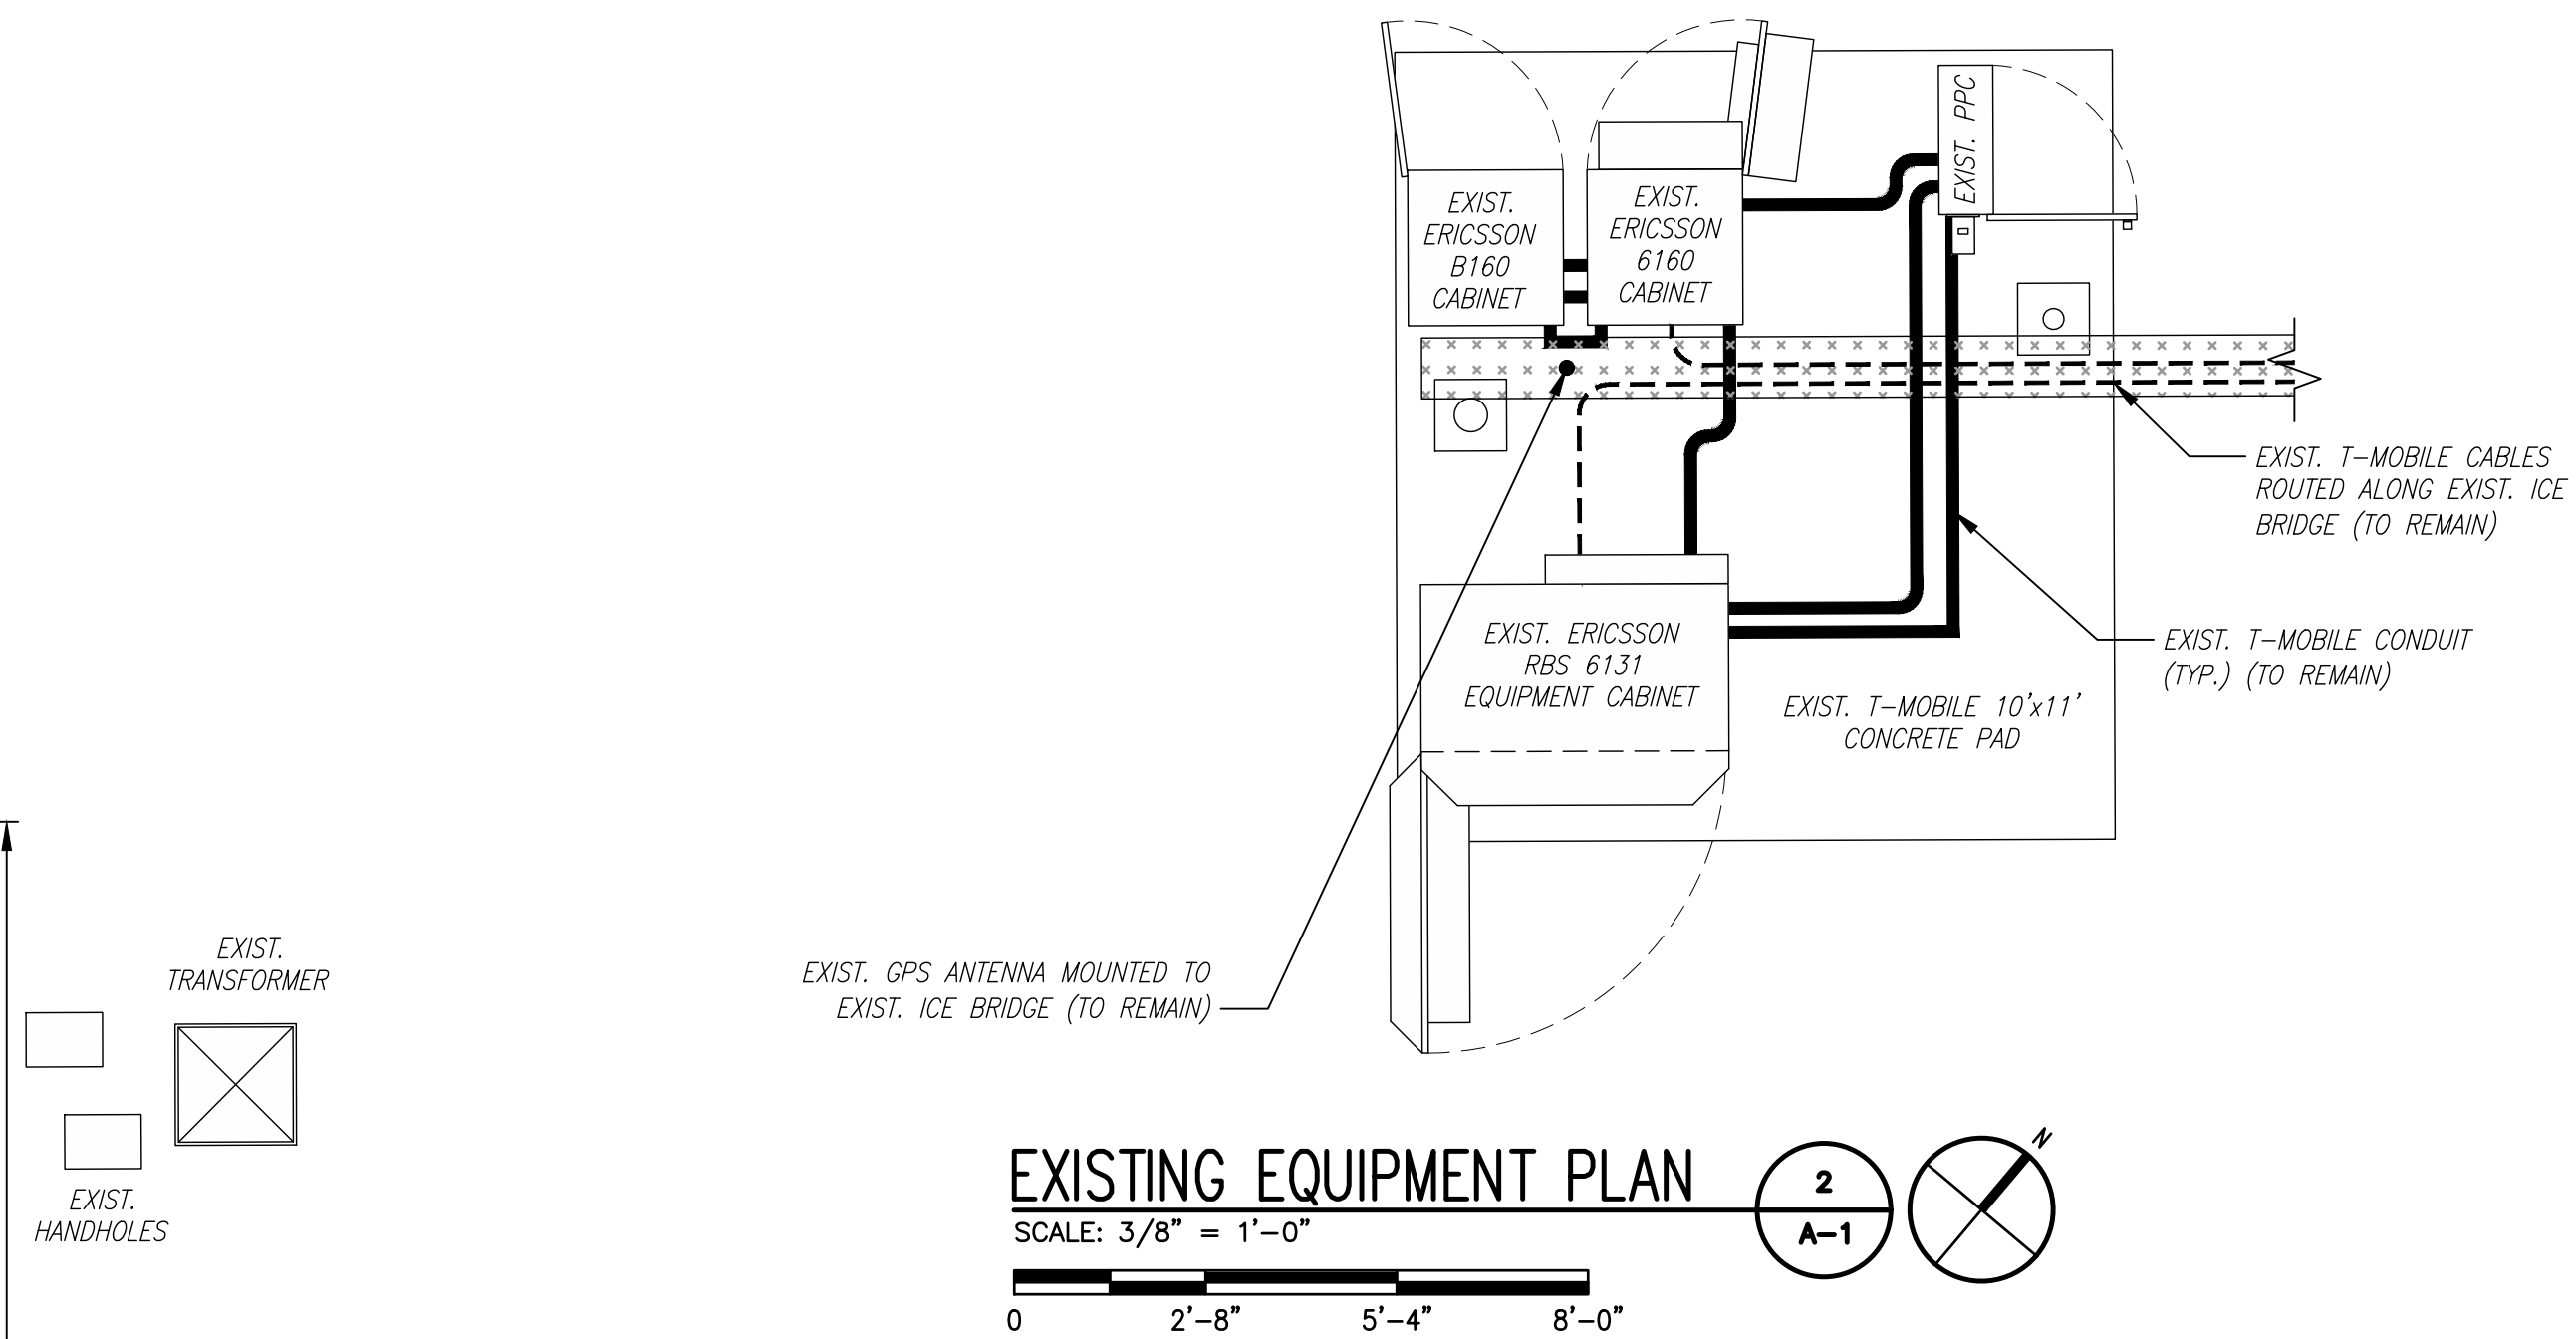 EXIST. PPC
EXIST.
ERICSSON
B160
CABINET
EXIST.
ERICSSON
6160
CABINET
EXIST. T-MOBILE CABLES
ROUTED ALONG EXIST. ICE
BRIDGE (TO REMAIN)
EXIST. ERICSSON
RBS 6131
EQUIPMENT CABINET
EXIST. T-MOBILE CONDUIT
(TYP.) (TO REMAIN)
EXIST. T-MOBILE 10'x11'
CONCRETE PAD
EXIST.
TRANSFORMER
EXIST. GPS ANTENNA MOUNTED TO
EXIST. ICE BRIDGE (TO REMAIN)
EXIST.
HANDHOLES
EXISTING EQUIPMENT PLAN
SCALE: 3/8" = 1'-0"
2
A-1
N
0 2'-8" 5'-4" 8'-0"